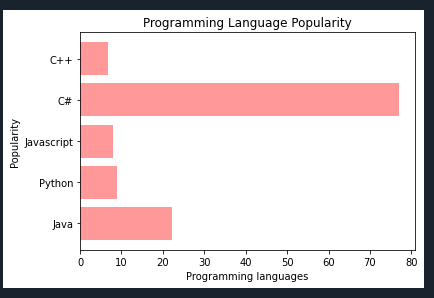 Programming Language Popularity
C++
C#
Javascript
Python
Java
Popularity
0 10 20 30 40 50 60 70 80
Programming languages